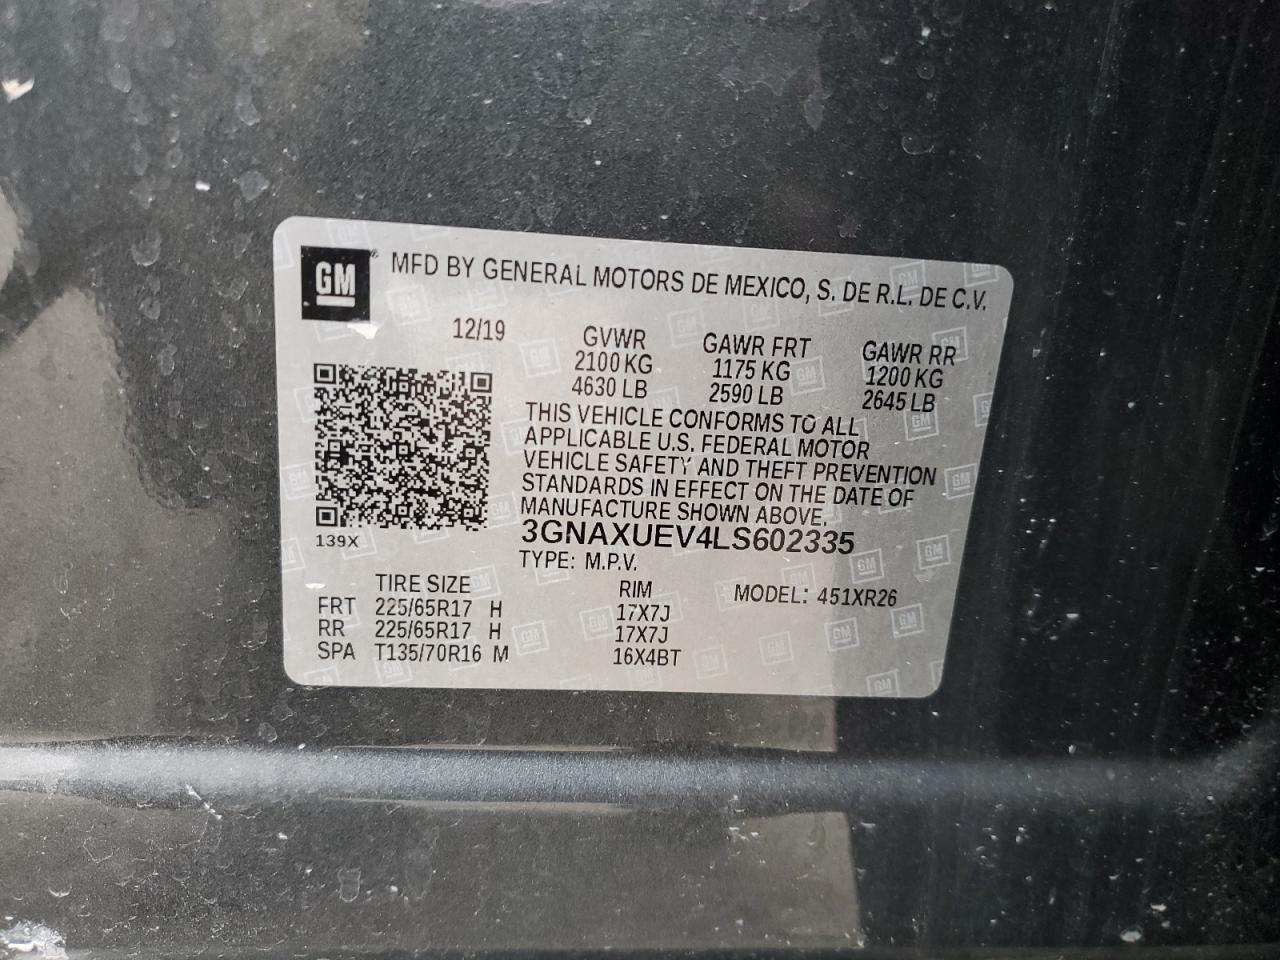 GM
MFD BY GENERAL MOTORS DE MEXICO, S. DE R.L. DE C.V.
12/19
GVWR GAWR FRT GAWR RR
2100 KG 1175 KG 1200 KG
4630 LB 2590 LB 2645 LB
THIS VEHICLE CONFORMS TO ALL
APPLICABLE U.S. FEDERAL MOTOR
VEHICLE SAFETY AND THEFT PREVENTION
STANDARDS IN EFFECT ON THE DATE OF
MANUFACTURE SHOWN ABOVE.
3GNAXUEV4LS602335
139X
TYPE: M.P.V.
TIRE SIZE RIM MODEL: 451XR26
FRT 225/65R17 H 17X7J
RR 225/65R17 H 17X7J
SPA T135/70R16 M 16X4BT